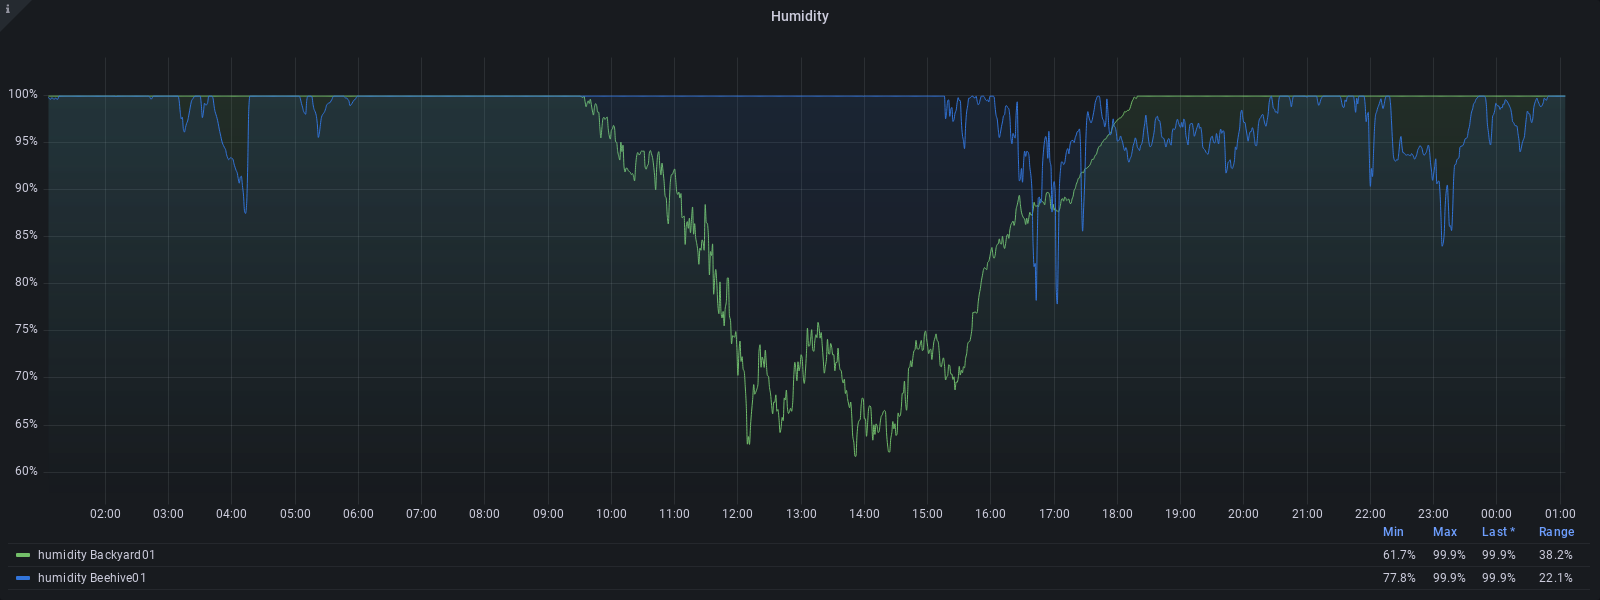 i
Humidity
100%
95%
90%
85%
80%
75%
70%
65%
60%
02:00 03:00 04:00 05:00 06:00 07:00 08:00 09:00 10:00 11:00 12:00 13:00 14:00 15:00 16:00 17:00 18:00 19:00 20:00 21:00 22:00 23:00 00:00 01:00
Min Max Last * Range
humidity Backyard01 61.7% 99.9% 99.9% 38.2%
humidity Beehive01 77.8% 99.9% 99.9% 22.1%